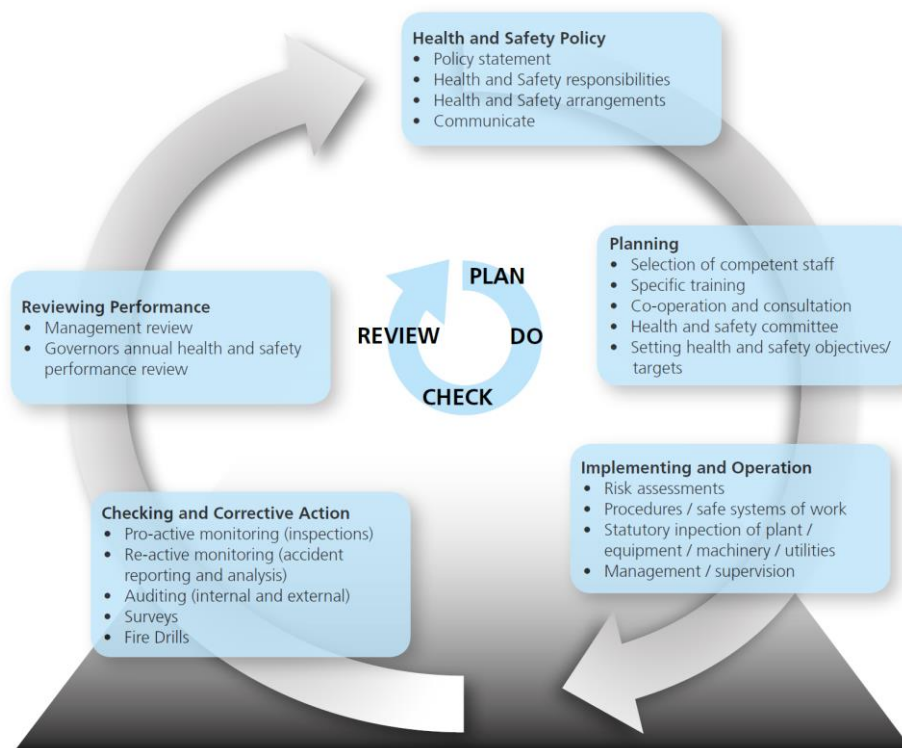 Health and Safety Policy
• Policy statement
• Health and Safety responsibilities
• Health and Safety arrangements
• Communicate
Planning
• Selection of competent staff
• Specific training
• Co-operation and consultation
• Health and safety committee
• Setting health and safety objectives/
targets
Implementing and Operation
• Risk assessments
• Procedures / safe systems of work
• Statutory inpection of plant /
equipment / machinery / utilities
• Management / supervision
Checking and Corrective Action
• Pro-active monitoring (inspections)
• Re-active monitoring (accident
reporting and analysis)
• Auditing (internal and external)
• Surveys
• Fire Drills
Reviewing Performance
• Management review
• Governors annual health and safety
performance review
PLAN
DO
CHECK
REVIEW